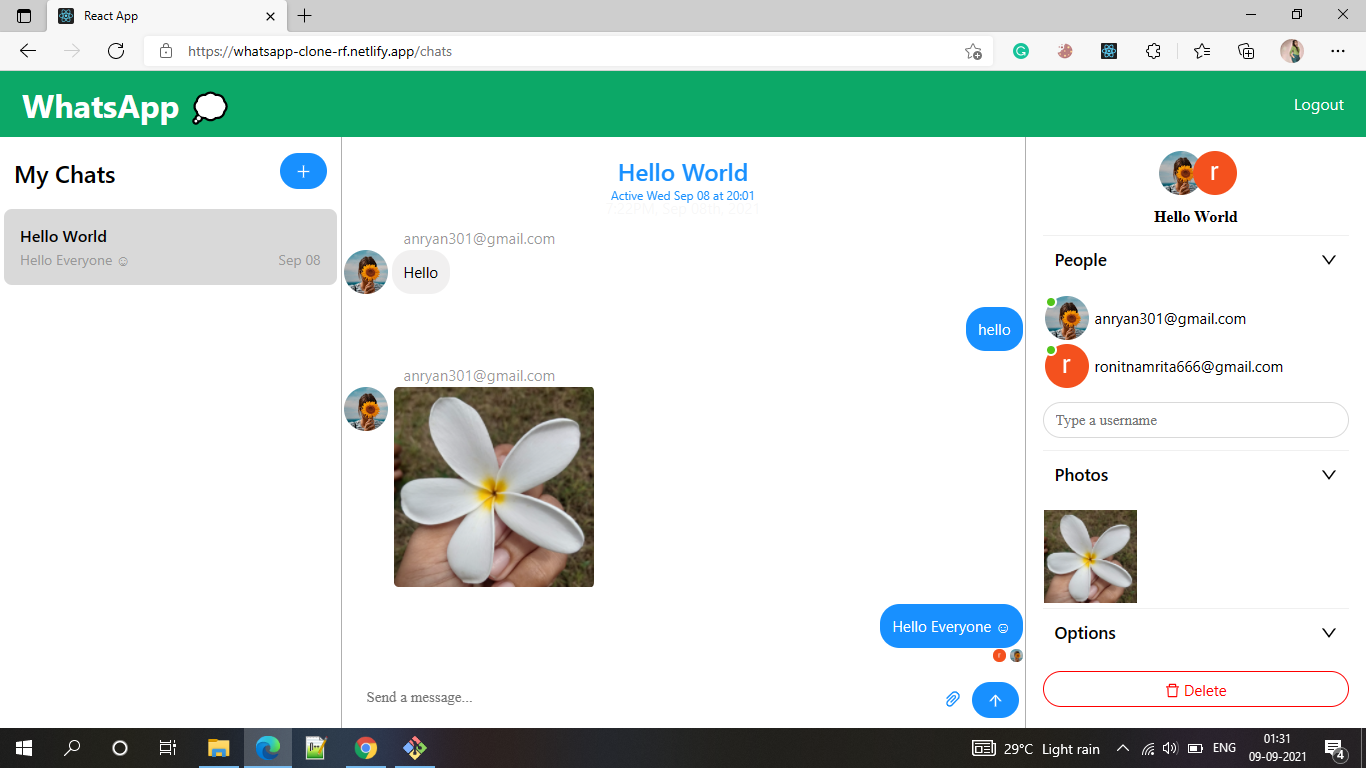 React App
https://whatsapp-clone-rf.netlify.app/chats
WhatsApp
Logout
My Chats
+
Hello World
Hello Everyone ☺
Sep 08
Hello World
Active Wed Sep 08 at 20:01
anryan301@gmail.com
Hello
hello
anryan301@gmail.com
Hello Everyone ☺
r
Send a message...
r
Hello World
People
anryan301@gmail.com
r
ronitnamrita666@gmail.com
Type a username
Photos
Options
Delete
29°C Light rain
ENG
01:31
09-09-2021
4